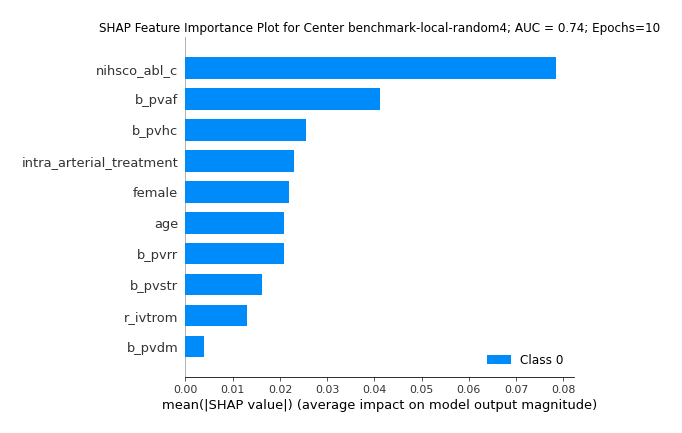 SHAP Feature Importance Plot for Center benchmark-local-random4; AUC = 0.74; Epochs=10
nihsco_abl_c
b_pvaf
b_pvhc
intra_arterial_treatment
female
age
b_pvrr
b_pvstr
r_ivtrom
b_pvdm
Class 0
0.00 0.01 0.02 0.03 0.04 0.05 0.06 0.07 0.08
mean(|SHAP value|) (average impact on model output magnitude)